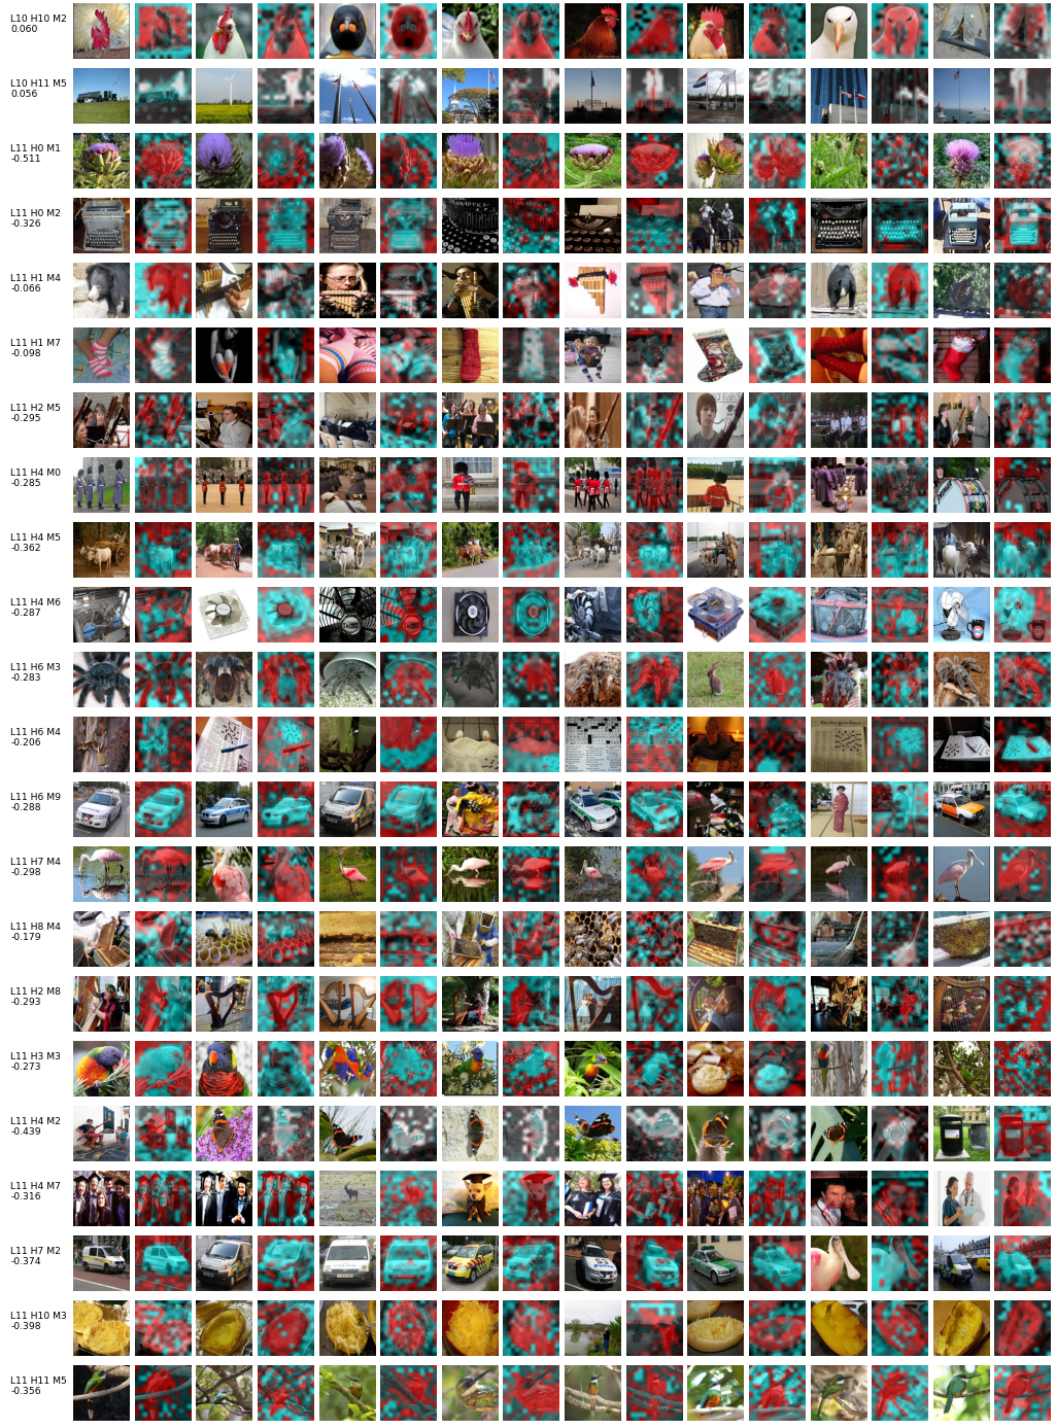 L10 H10 M2
0.060
L10 H11 M5
0.056
L11 H0 M1
-0.511
L11 H0 M2
-0.326
L11 H1 M4
-0.066
L11 H1 M7
-0.098
L11 H2 M5
-0.295
L11 H4 M0
-0.285
L11 H4 M5
-0.362
L11 H4 M6
-0.287
L11 H6 M3
-0.283
L11 H6 M4
-0.206
L11 H6 M9
-0.288
L11 H7 M4
-0.298
L11 H8 M4
-0.179
L11 H2 M8
-0.293
L11 H3 M3
-0.273
L11 H4 M2
-0.439
L11 H4 M7
-0.316
L11 H7 M2
-0.374
L11 H10 M3
-0.398
L11 H11 M5
-0.356